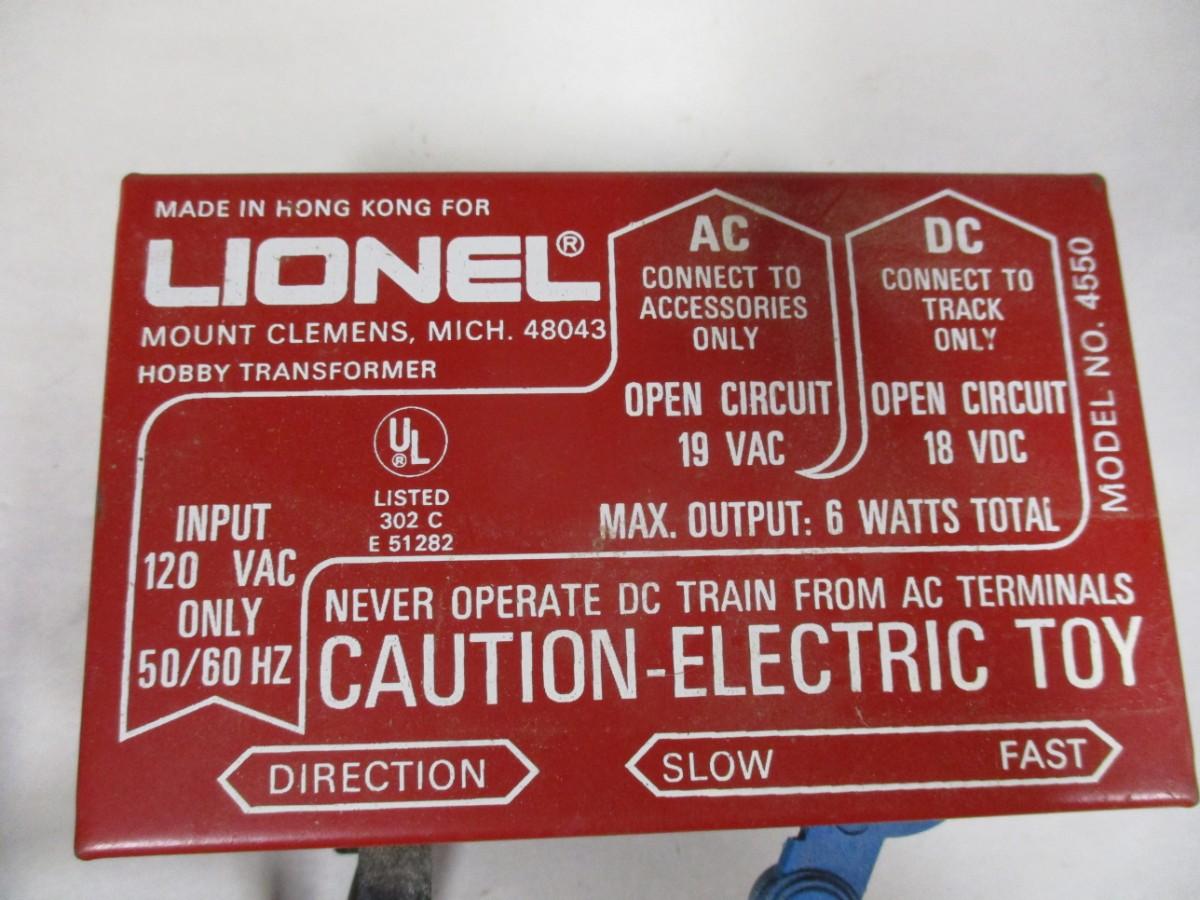 MADE IN HONG KONG FOR
LIONEL®
MOUNT CLEMENS, MICH. 48043
HOBBY TRANSFORMER
AC
CONNECT TO
ACCESSORIES
ONLY
OPEN CIRCUIT
19 VAC
DC
CONNECT TO
TRACK
ONLY
OPEN CIRCUIT
18 VDC
MODEL NO. 4550
UL®
LISTED
302 C
E 51282
MAX. OUTPUT: 6 WATTS TOTAL
INPUT
120 VAC
ONLY
50/60 HZ
NEVER OPERATE DC TRAIN FROM AC TERMINALS
CAUTION-ELECTRIC TOY
DIRECTION
SLOW FAST